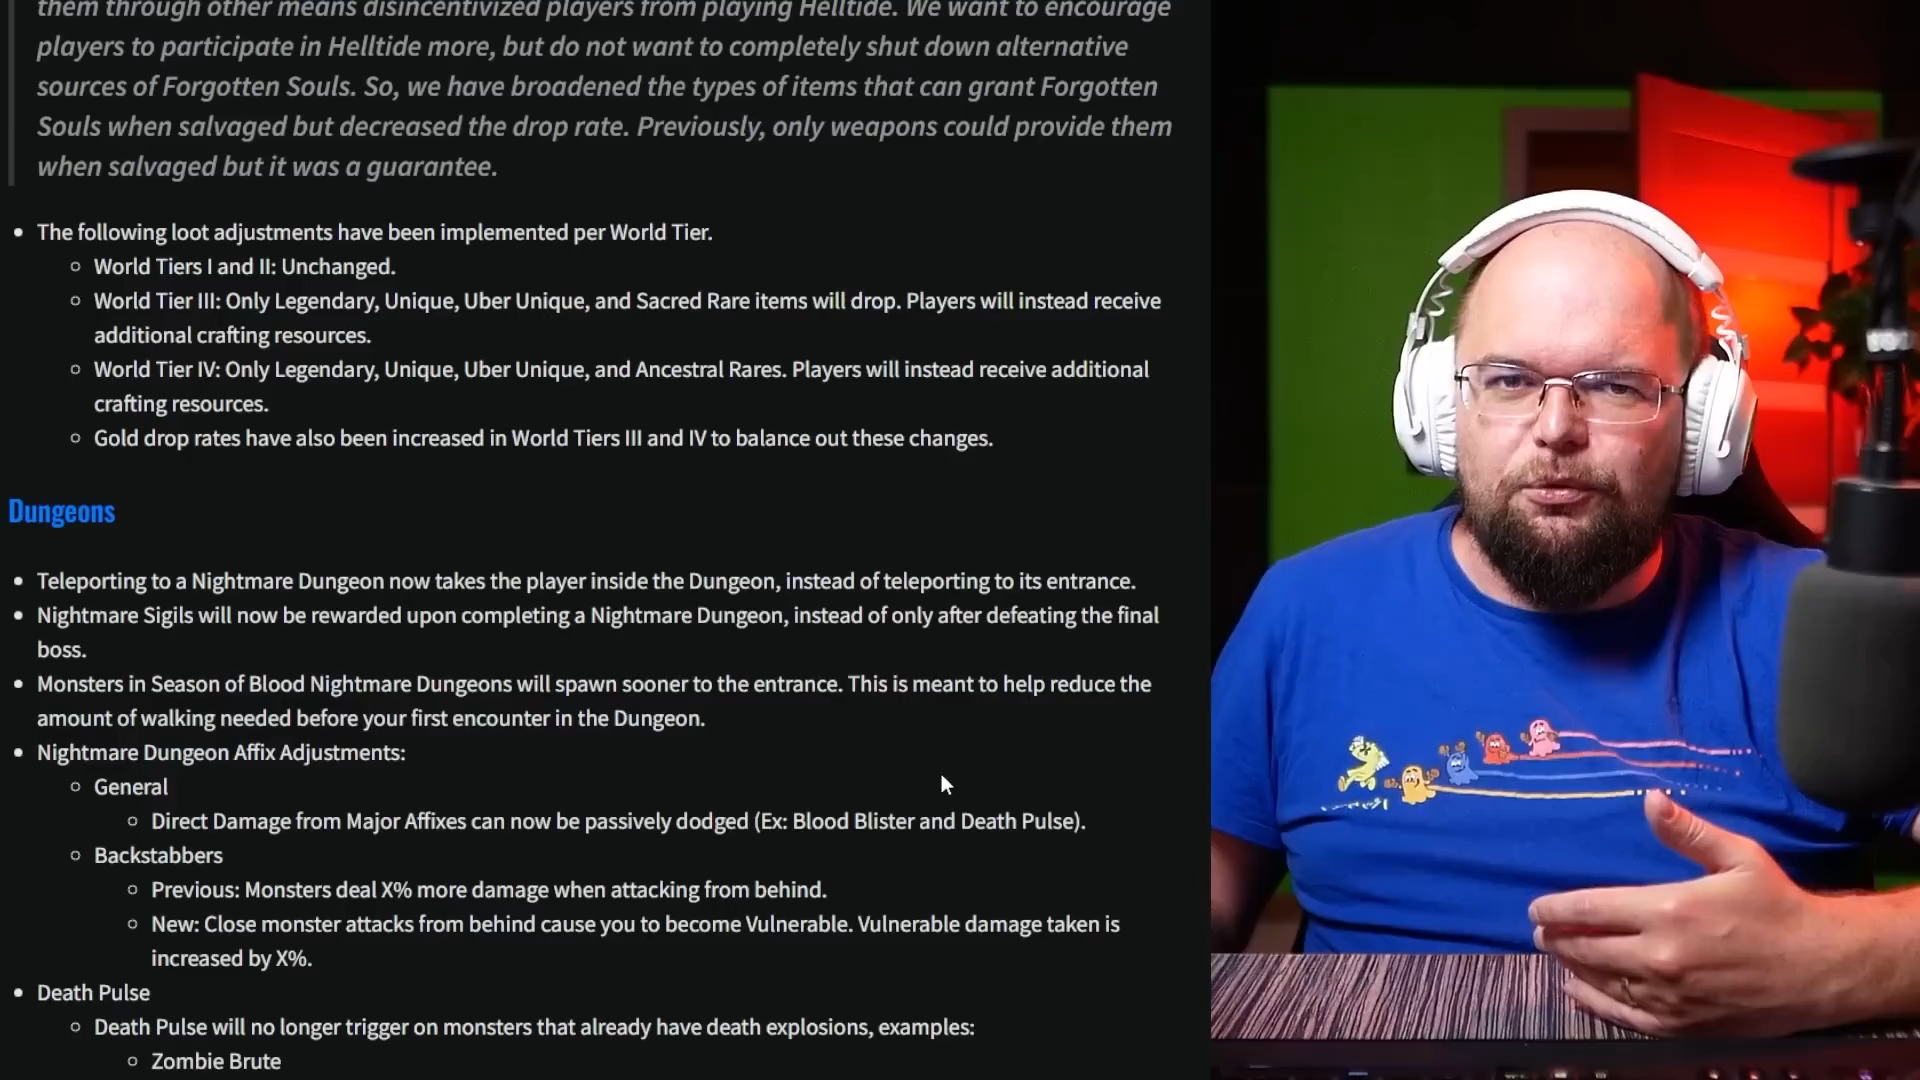 them through other means disincentivized players from playing Helltide. We want to encourage
players to participate in Helltide more, but do not want to completely shut down alternative
sources of Forgotten Souls. So, we have broadened the types of items that can grant Forgotten
Souls when salvaged but decreased the drop rate. Previously, only weapons could provide them
when salvaged but it was a guarantee.
The following loot adjustments have been implemented per World Tier.
World Tiers I and II: Unchanged.
World Tier III: Only Legendary, Unique, Uber Unique, and Sacred Rare items will drop. Players will instead receive
additional crafting resources.
World Tier IV: Only Legendary, Unique, Uber Unique, and Ancestral Rares. Players will instead receive additional
crafting resources.
Gold drop rates have also been increased in World Tiers III and IV to balance out these changes.
Dungeons
Teleporting to a Nightmare Dungeon now takes the player inside the Dungeon, instead of teleporting to its entrance.
Nightmare Sigils will now be rewarded upon completing a Nightmare Dungeon, instead of only after defeating the final
boss.
Monsters in Season of Blood Nightmare Dungeons will spawn sooner to the entrance. This is meant to help reduce the
amount of walking needed before your first encounter in the Dungeon.
Nightmare Dungeon Affix Adjustments:
General
Direct Damage from Major Affixes can now be passively dodged (Ex: Blood Blister and Death Pulse).
Backstabbers
Previous: Monsters deal X% more damage when attacking from behind.
New: Close monster attacks from behind cause you to become Vulnerable. Vulnerable damage taken is
increased by X%.
Death Pulse
Death Pulse will no longer trigger on monsters that already have death explosions, examples:
Zombie Brute